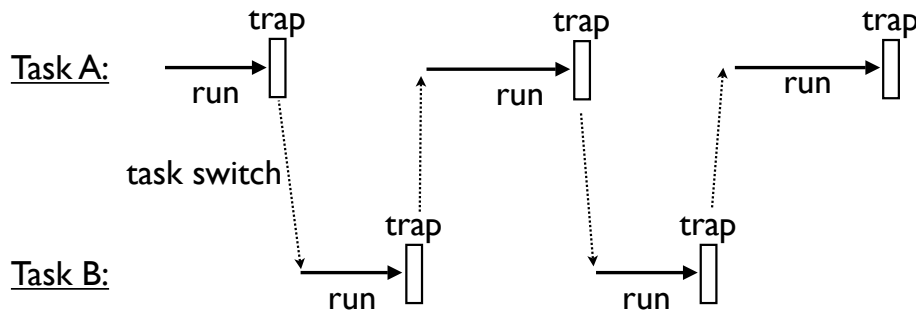 trap trap trap
Task A:
run run run
task switch
trap trap
Task B:
run run